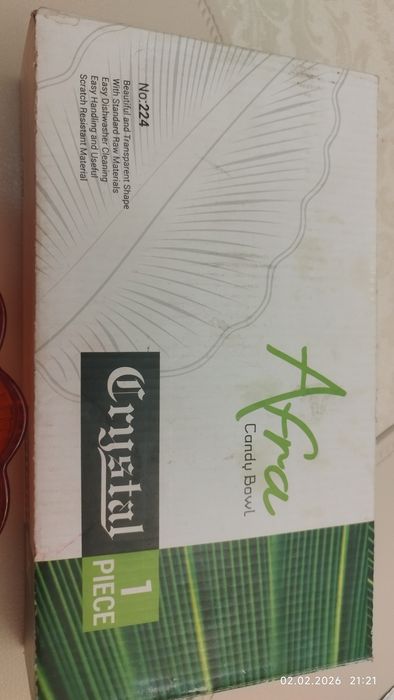 No:224
Beautiful and Transparent Shape
With Standard Raw Materials
Easy Dishwasher Cleaning
Easy Handling and Useful
Scratch Resistant Material
Afra
Candy Bowl
Crystal
1
PIECE
02.02.2026 21:21